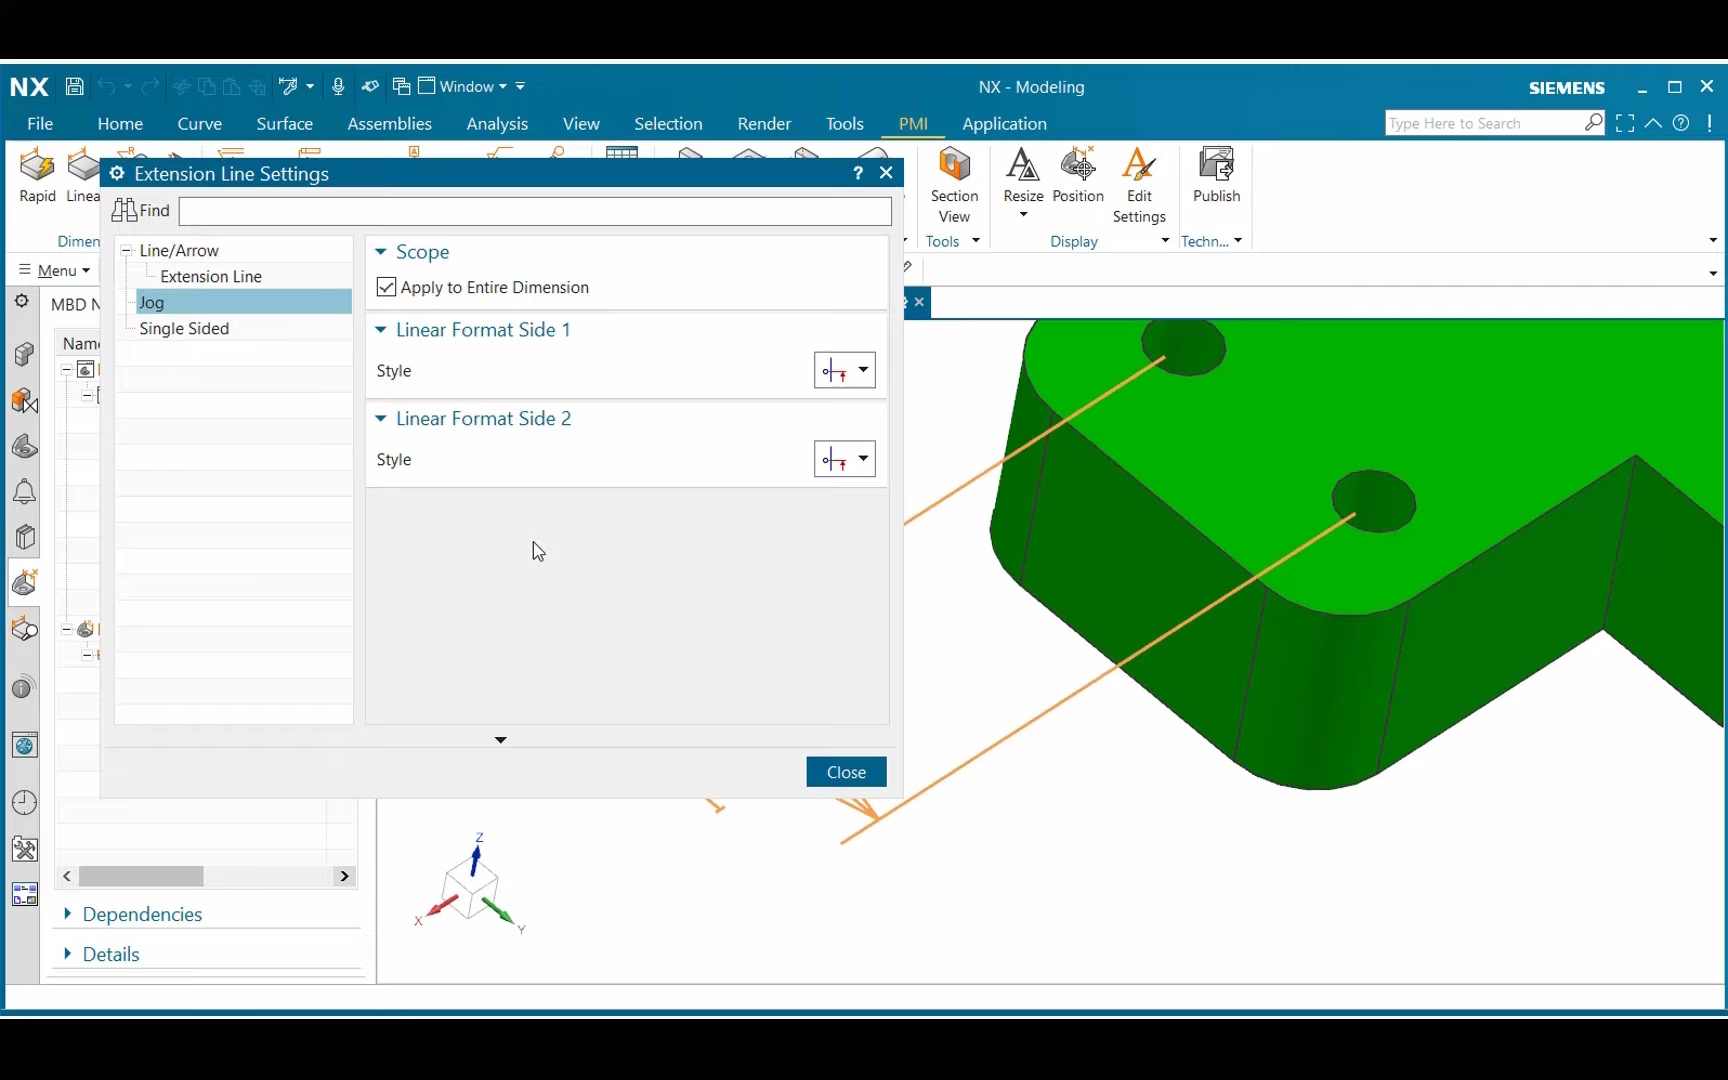 NX
Window
NX - Modeling
SIEMENS
File
Home
Curve
Surface
Assemblies
Analysis
View
Selection
Render
Tools
PMI
Application
Type Here to Search
Rapid
Linea
Section View
Resize
Position
Edit Settings
Publish
Dimen
Tools
Display
Techn...
Menu
Extension Line Settings
?
Find
Line/Arrow
Extension Line
Jog
Single Sided
Scope
Apply to Entire Dimension
Linear Format Side 1
Style
Linear Format Side 2
Style
Close
MBD N
Name
Dependencies
Details
Z
X
Y